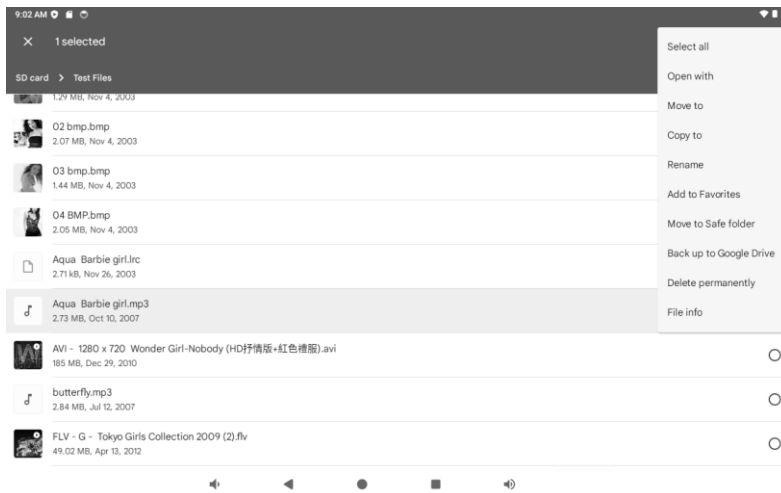 9:02 AM
1 selected
SD card > Test Files
1.29 MB, Nov 4, 2003
02 bmp.bmp
2.07 MB, Nov 4, 2003
03 bmp.bmp
1.44 MB, Nov 4, 2003
04 BMP.bmp
2.05 MB, Nov 4, 2003
Aqua Barbie girl.lrc
2.71 kB, Nov 26, 2003
Aqua Barbie girl.mp3
2.73 MB, Oct 10, 2007
AVI - 1280 x 720 Wonder Girl-Nobody (HD抒情版+紅色禮服).avi
185 MB, Dec 29, 2010
butterfly.mp3
2.84 MB, Jul 12, 2007
FLV - G - Tokyo Girls Collection 2009 (2).flv
49.02 MB, Apr 13, 2012
Select all
Open with
Move to
Copy to
Rename
Add to Favorites
Move to Safe folder
Back up to Google Drive
Delete permanently
File info